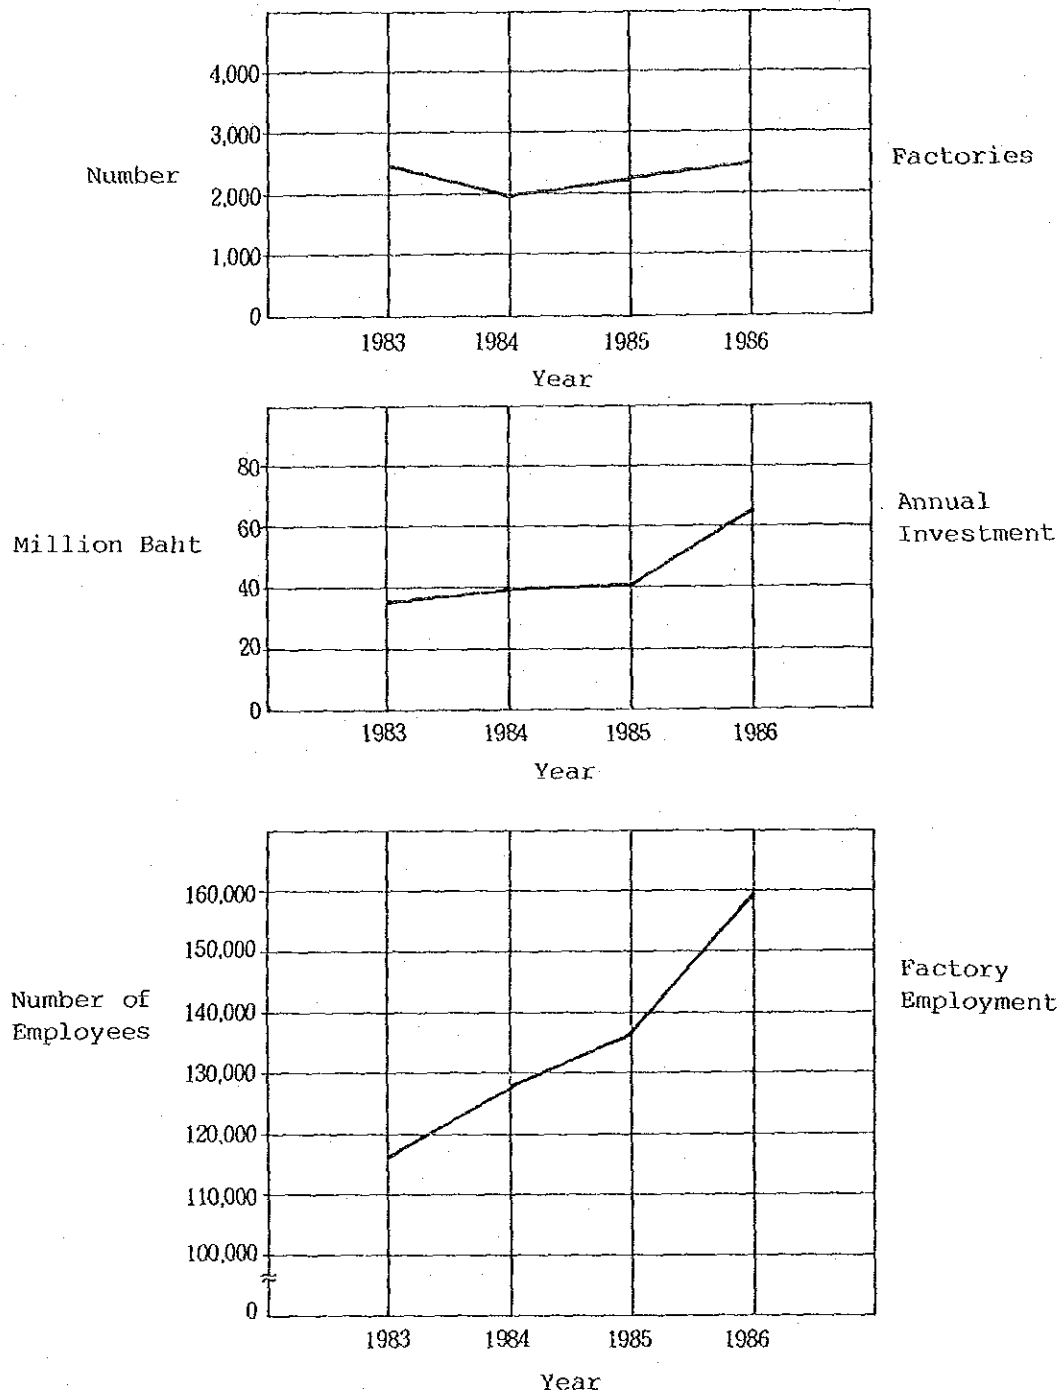 4,000
3,000
2,000
1,000
0
Number
Factories
1983 1984 1985 1986
Year
80
60
40
20
0
Million Baht
Annual
Investment
1983 1984 1985 1986
Year
160,000
150,000
140,000
130,000
120,000
110,000
100,000
0
Number of
Employees
Factory
Employment
1983 1984 1985 1986
Year